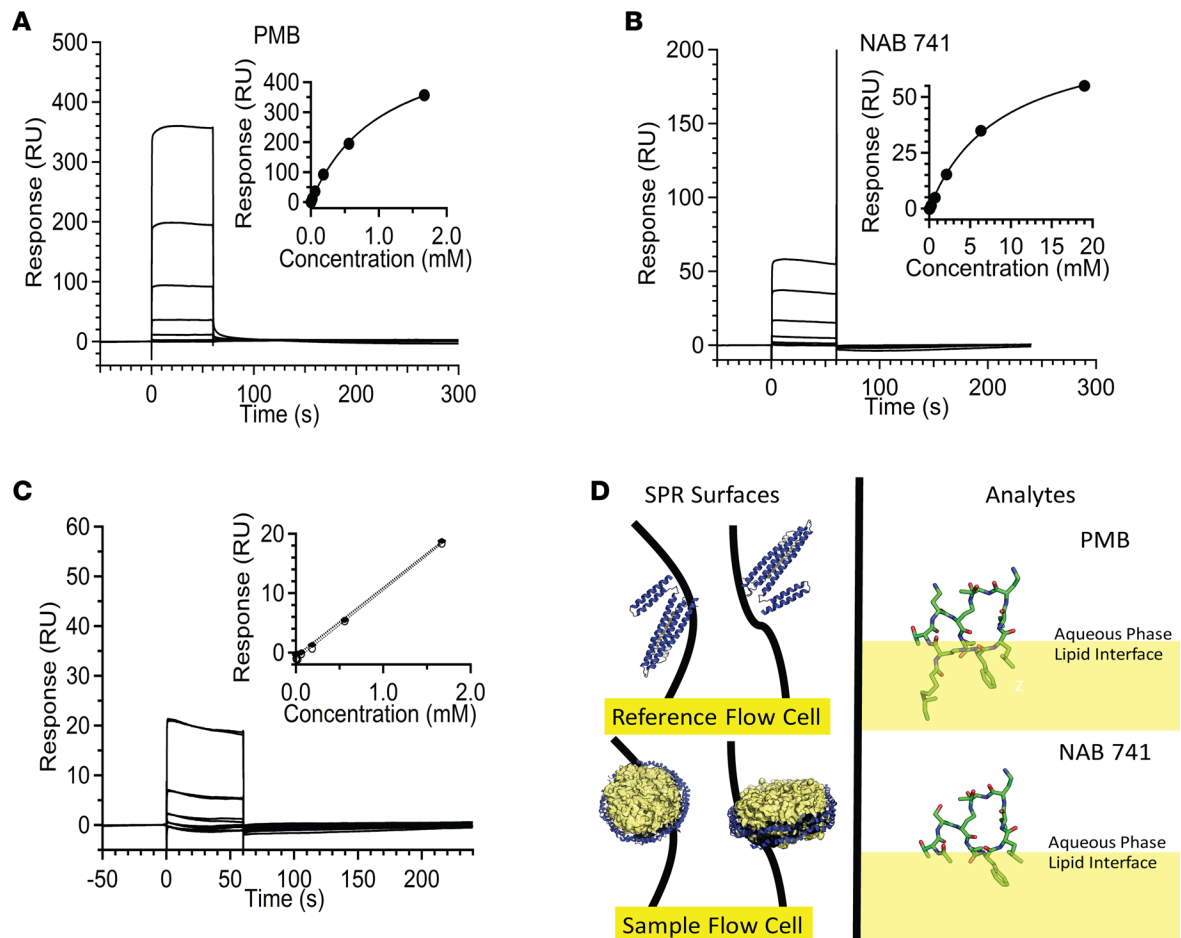 A
PMB
500
400
300
200
100
0
Response (RU)
0
100
200
300
Time (s)
400
300
200
100
0
Response (RU)
0.0
1.0
2.0
Concentration (mM)
B
NAB 741
200
150
100
50
0
Response (RU)
0
100
200
300
Time (s)
50
25
0
Response (RU)
0
5
10
15
20
Concentration (mM)
C
60
50
40
30
20
10
0
Response (RU)
-50
0
50
100
150
200
Time (s)
20
10
0
Response (RU)
0.0
1.0
2.0
Concentration (mM)
D
SPR Surfaces
Reference Flow Cell
Sample Flow Cell
Analytes
PMB
Aqueous Phase
Lipid Interface
Z
NAB 741
Aqueous Phase
Lipid Interface